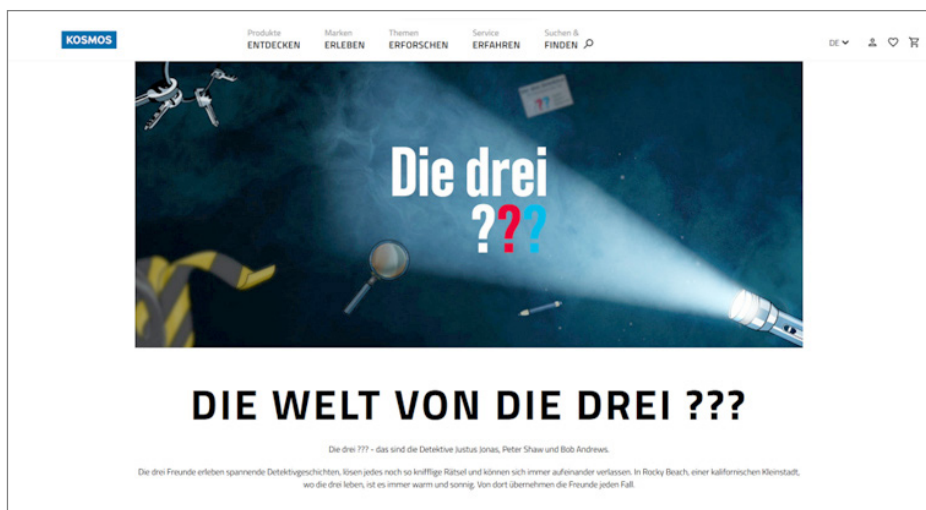 KOSMOS
Produkte
ENTDECKEN
Marken
ERLEBEN
Themen
ERFORSCHEN
Service
ERFAHREN
Suchen &
FINDEN
DE
Die drei
???
DIE WELT VON DIE DREI ???
Die drei ??? - das sind die Detektive Justus Jonas, Peter Shaw und Bob Andrews.
Die drei Freunde erleben spannende Detektivgeschichten, lösen jedes noch so knifflige Rätsel und können sich immer aufeinander verlassen. In Rocky Beach, einer kalifornischen Kleinstadt,
wo die drei leben, ist es immer warm und sonnig. Von dort übernehmen die Freunde jeden Fall.